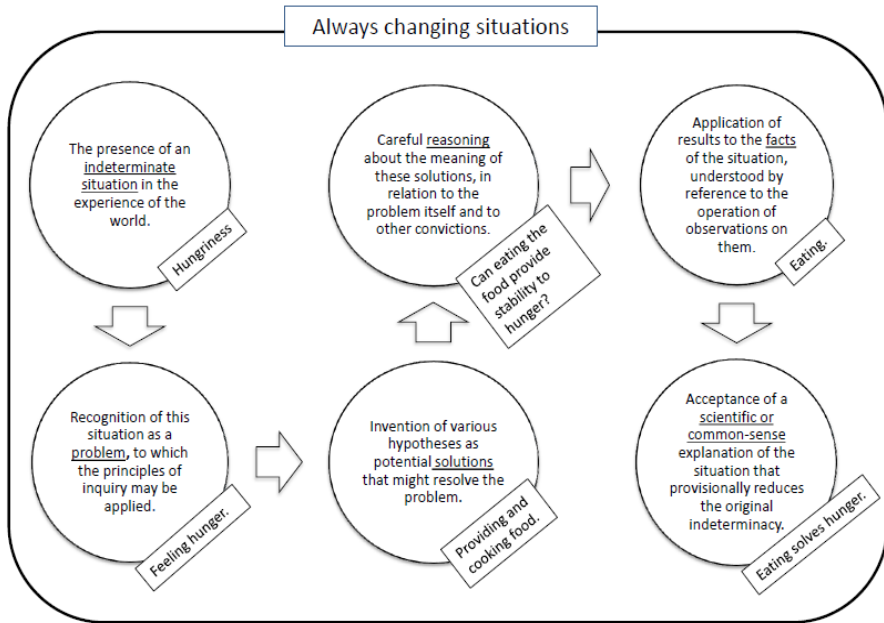 Always changing situations
The presence of an
indeterminate
situation in the
experience of the
world.
Hungriness
Recognition of this
situation as a
problem, to which
the principles of
inquiry may be
applied.
Feeling hunger.
Invention of various
hypotheses as
potential solutions
that might resolve the
problem.
Providing and
cooking food.
Careful reasoning
about the meaning of
these solutions, in
relation to the
problem itself and to
other convictions.
Can eating the
food provide
stability to
hunger?
Application of
results to the facts
of the situation,
understood by
reference to the
operation of
observations on
them.
Eating.
Acceptance of a
scientific or
common-sense
explanation of the
situation that
provisionally reduces
the original
indeterminacy.
Eating solves hunger.